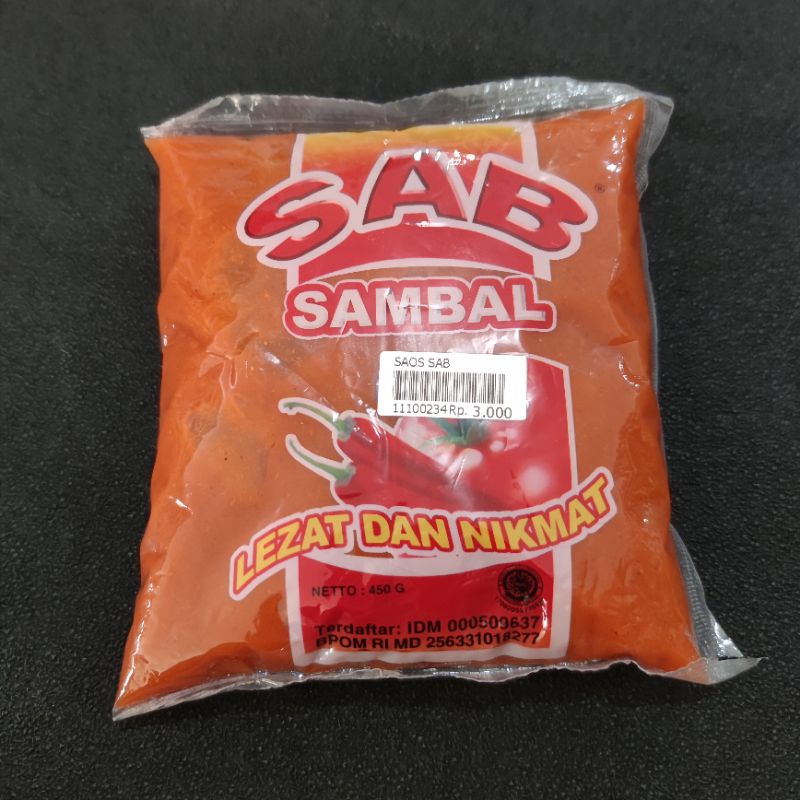 SAB
®
SAMBAL
SAOS SAB
11100234 Rp. 3.000
LEZAT DAN NIKMAT
NETTO : 450 G
Terdaftar: IDM 000509637
BPOM RI MD 256331018277